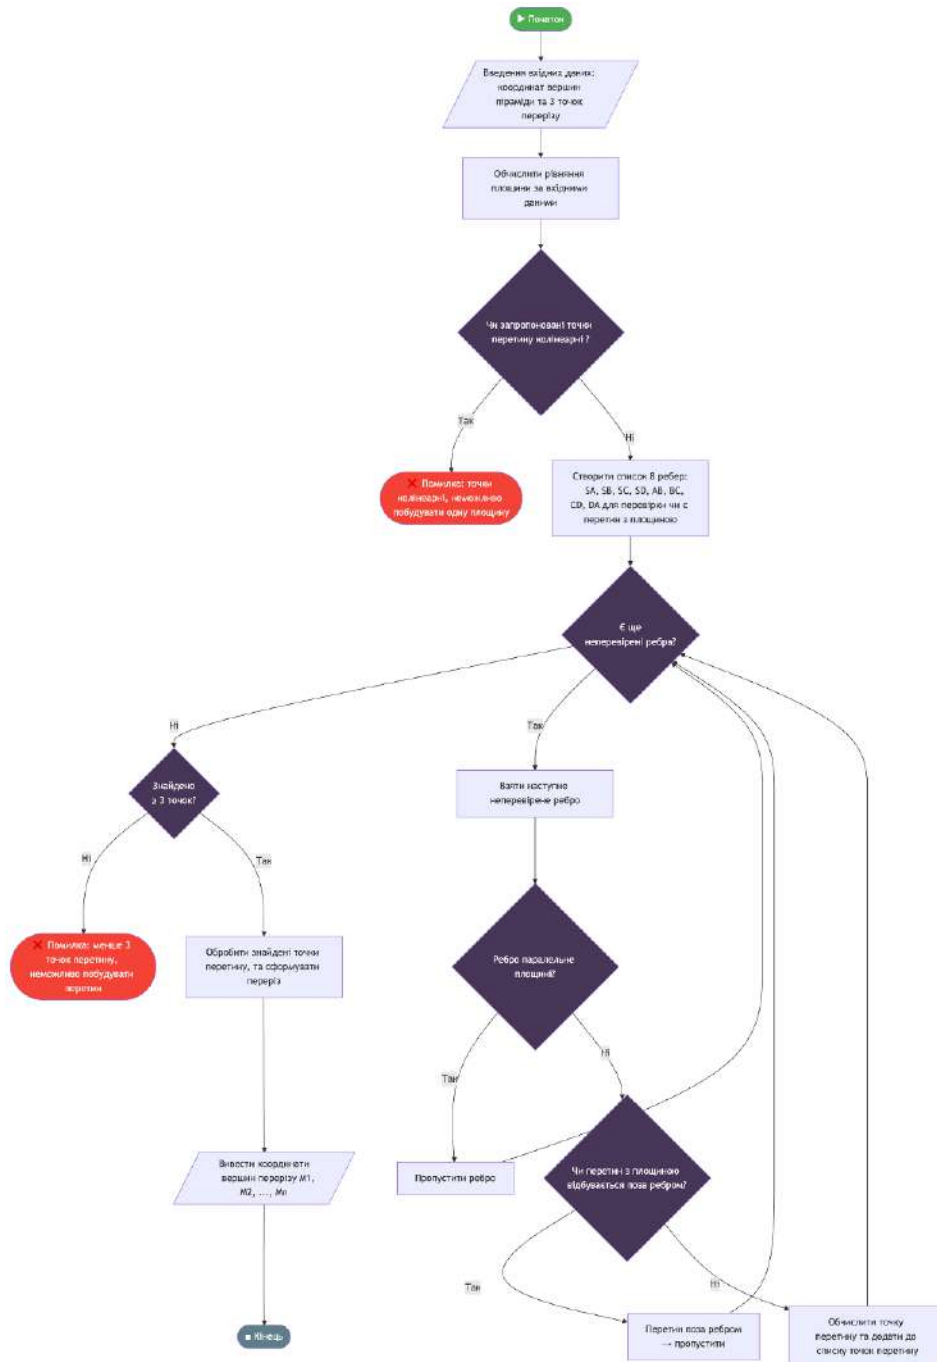 ▶ Початок
Введення вхідних даних:
координат вершин
піраміди та 3 точок
перерізу
Обчислити рівняння
площини за вхідними
даними
Чи запропоновані точки
перетину колінеарні ?
Так
Ні
❌ Помилка: точки
колінеарні, неможливо
побудувати одну площину
Створити список 8 ребер:
SA, SB, SC, SD, AB, BC,
CD, DA для перевірки чи є
перетин з площиною
Є ще
неперевірені ребра?
Ні
Так
Знайдено
≥ 3 точок?
Взяти наступне
неперевірене ребро
Ні
Так
❌ Помилка: менше 3
точок перетину,
неможливо побудувати
перетин
Обробити знайдені точки
перетину, та сформувати
переріз
Ребро паралельне
площині?
Так
Ні
Вивести координати
вершин перерізу M1,
M2, ..., Mn
Пропустити ребро
Чи перетин з площиною
відбувається поза ребром?
Так
Ні
■ Кінець
Перетин поза ребром
→ пропустити
Обчислити точку
перетину та додати до
списку точок перетину